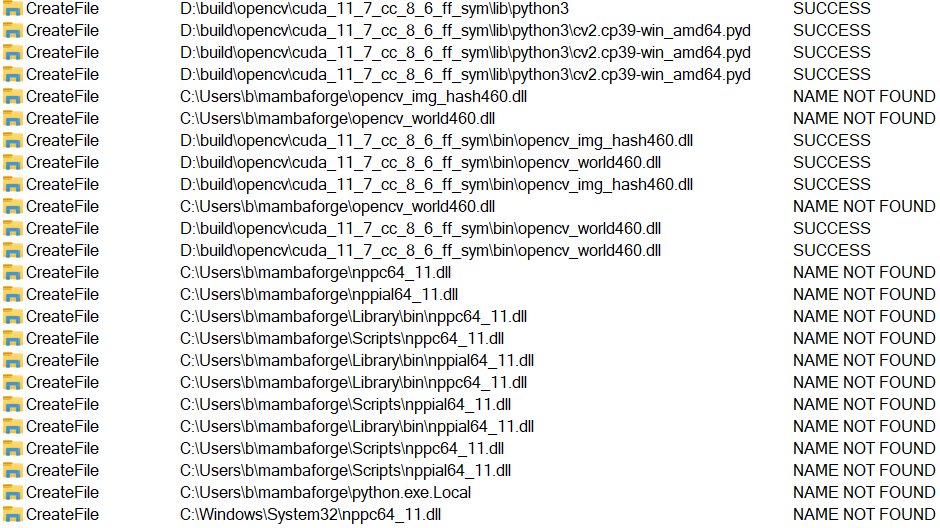 CreateFile D:\build\opencv\cuda_11_7_cc_8_6_ff_sym\lib\python3 SUCCESS
CreateFile D:\build\opencv\cuda_11_7_cc_8_6_ff_sym\lib\python3\cv2.cp39-win_amd64.pyd SUCCESS
CreateFile D:\build\opencv\cuda_11_7_cc_8_6_ff_sym\lib\python3\cv2.cp39-win_amd64.pyd SUCCESS
CreateFile D:\build\opencv\cuda_11_7_cc_8_6_ff_sym\lib\python3\cv2.cp39-win_amd64.pyd SUCCESS
CreateFile C:\Users\b\mambaforge\opencv_img_hash460.dll NAME NOT FOUND
CreateFile C:\Users\b\mambaforge\opencv_world460.dll NAME NOT FOUND
CreateFile D:\build\opencv\cuda_11_7_cc_8_6_ff_sym\bin\opencv_img_hash460.dll SUCCESS
CreateFile D:\build\opencv\cuda_11_7_cc_8_6_ff_sym\bin\opencv_world460.dll SUCCESS
CreateFile D:\build\opencv\cuda_11_7_cc_8_6_ff_sym\bin\opencv_img_hash460.dll SUCCESS
CreateFile C:\Users\b\mambaforge\opencv_world460.dll NAME NOT FOUND
CreateFile D:\build\opencv\cuda_11_7_cc_8_6_ff_sym\bin\opencv_world460.dll SUCCESS
CreateFile D:\build\opencv\cuda_11_7_cc_8_6_ff_sym\bin\opencv_world460.dll SUCCESS
CreateFile C:\Users\b\mambaforge\nppc64_11.dll NAME NOT FOUND
CreateFile C:\Users\b\mambaforge\nppial64_11.dll NAME NOT FOUND
CreateFile C:\Users\b\mambaforge\Library\bin\nppc64_11.dll NAME NOT FOUND
CreateFile C:\Users\b\mambaforge\Scripts\nppc64_11.dll NAME NOT FOUND
CreateFile C:\Users\b\mambaforge\Library\bin\nppial64_11.dll NAME NOT FOUND
CreateFile C:\Users\b\mambaforge\Library\bin\nppc64_11.dll NAME NOT FOUND
CreateFile C:\Users\b\mambaforge\Scripts\nppial64_11.dll NAME NOT FOUND
CreateFile C:\Users\b\mambaforge\Library\bin\nppial64_11.dll NAME NOT FOUND
CreateFile C:\Users\b\mambaforge\Scripts\nppc64_11.dll NAME NOT FOUND
CreateFile C:\Users\b\mambaforge\Scripts\nppial64_11.dll NAME NOT FOUND
CreateFile C:\Users\b\mambaforge\python.exe.Local NAME NOT FOUND
CreateFile C:\Windows\System32\nppc64_11.dll NAME NOT FOUND